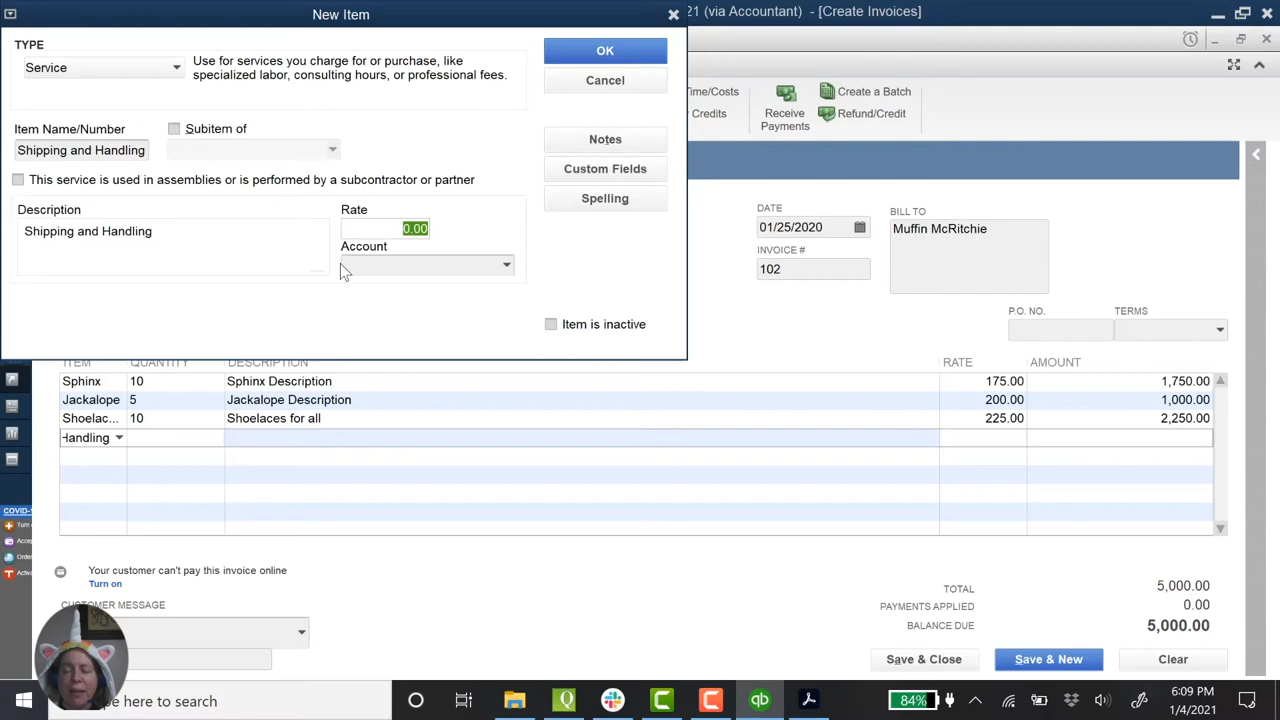 New Item
21 (via Accountant) - [Create Invoices]
TYPE
Service
Use for services you charge for or purchase, like
specialized labor, consulting hours, or professional fees.
OK
Cancel
Item Name/Number
Subitem of
Shipping and Handling
Notes
This service is used in assemblies or is performed by a subcontractor or partner
Custom Fields
Spelling
Description
Rate
Shipping and Handling
0.00
Account
Item is inactive
Time/Costs
Credits
Receive
Payments
Create a Batch
Refund/Credit
DATE
01/25/2020
INVOICE #
102
BILL TO
Muffin McRitchie
P.O. NO.
TERMS
ITEM QUANTITY DESCRIPTION RATE AMOUNT
Sphinx 10 Sphinx Description 175.00 1,750.00
Jackalope 5 Jackalope Description 200.00 1,000.00
Shoelac... 10 Shoelaces for all 225.00 2,250.00
Handling
COVID-1
Turn
Acce
Orde
Activa
Your customer can't pay this invoice online
Turn on
CUSTOMER MESSAGE
TOTAL 5,000.00
PAYMENTS APPLIED 0.00
BALANCE DUE 5,000.00
Save & Close
Save & New
Clear
here to search
84%
6:09 PM
1/4/2021